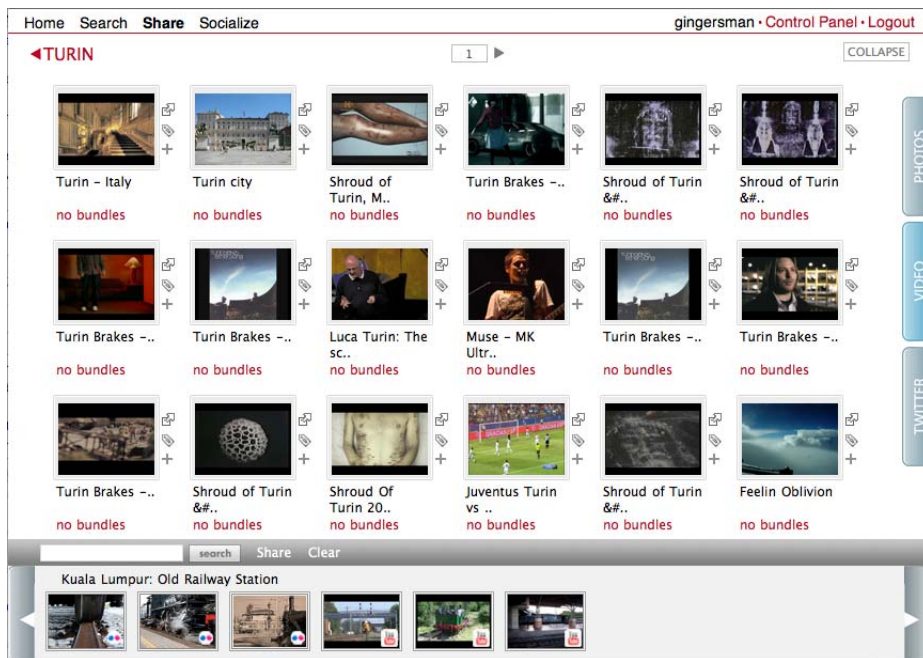 Home Search Share Socialize
gingersman · Control Panel · Logout
TURIN
1
COLLAPSE
Turin – Italy
no bundles
Turin city
no bundles
Shroud of
Turin, M..
no bundles
Turin Brakes –..
no bundles
Shroud of Turin
&#..
no bundles
Shroud of Turin
&#..
no bundles
PHOTOS
Turin Brakes –..
no bundles
Turin Brakes –..
no bundles
Luca Turin: The
sc..
no bundles
Muse – MK
Ultr..
no bundles
Turin Brakes –..
no bundles
Turin Brakes –..
no bundles
VIDEO
Turin Brakes –..
no bundles
Shroud of Turin
&#..
no bundles
Shroud Of
Turin 20..
no bundles
Juventus Turin
vs ..
no bundles
Shroud of Turin
&#..
no bundles
Feelin Oblivion
no bundles
TWITTER
search Share Clear
Kuala Lumpur: Old Railway Station